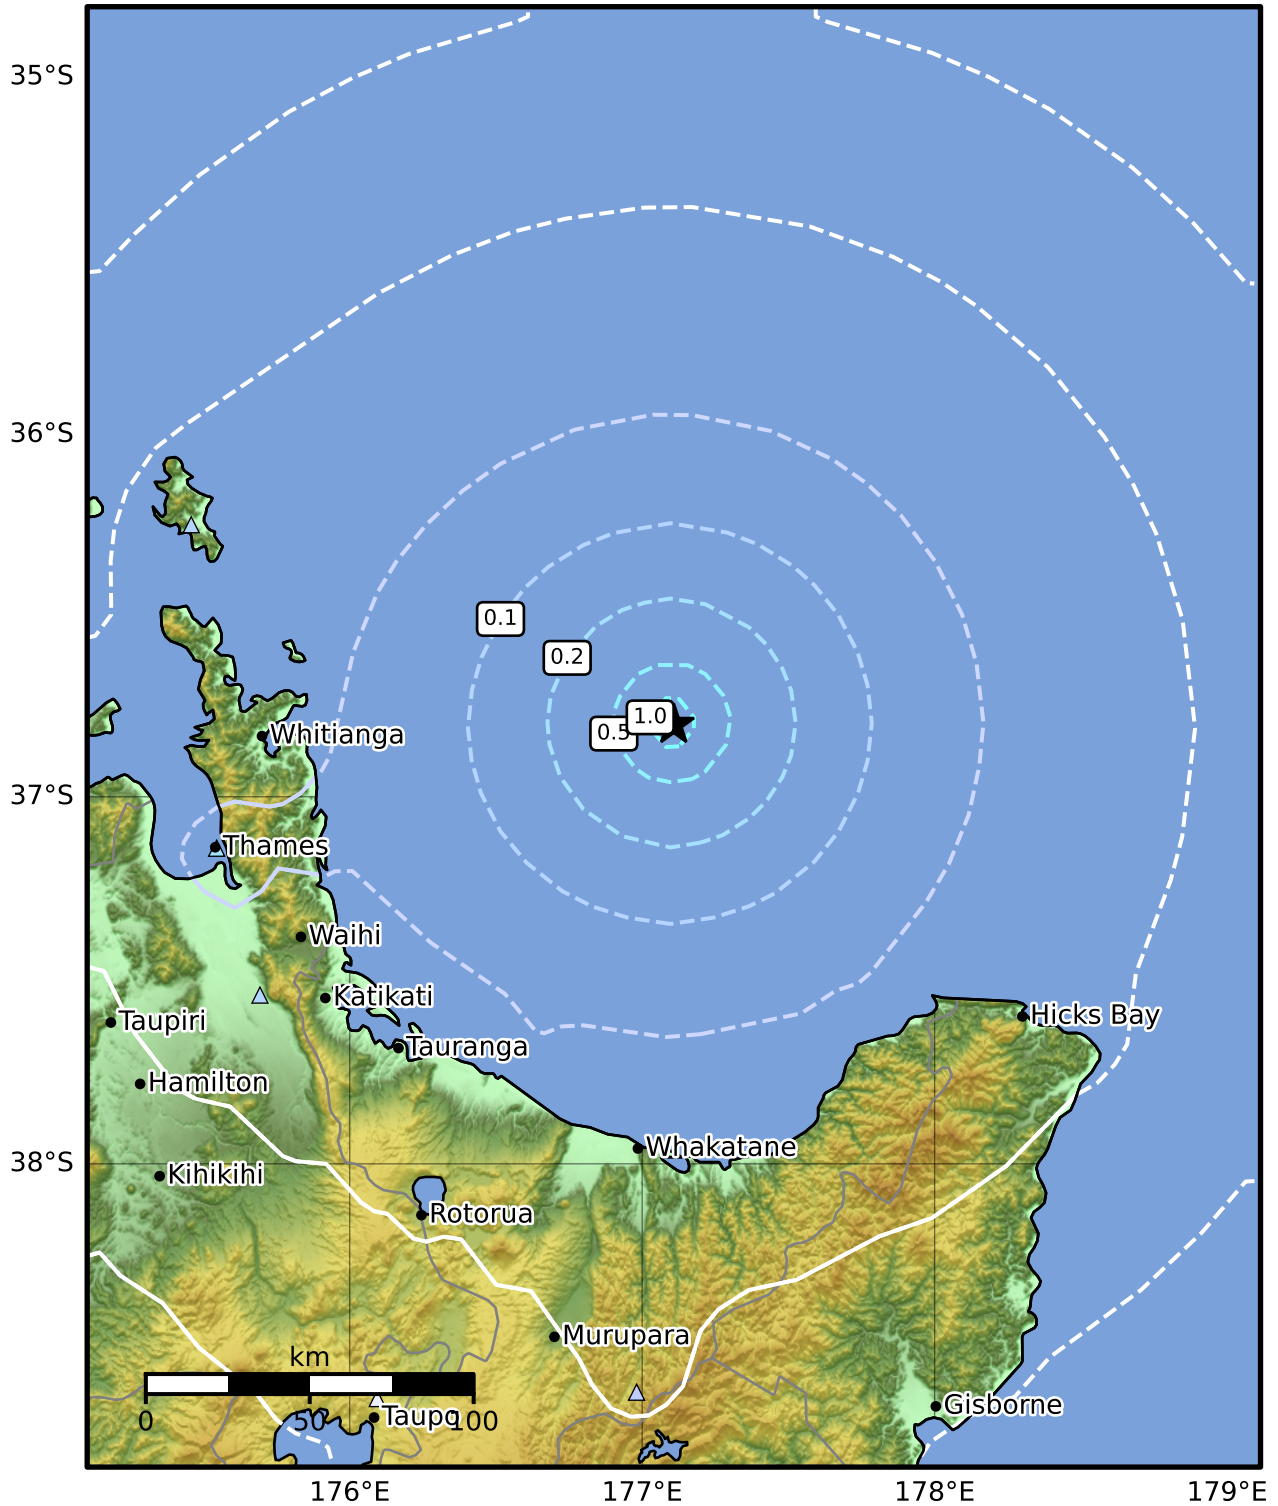 35°S
36°S
0.1
0.2
1.0
0.5
Whitianga
37°S
Thames
Waihi
Katikati
Hicks Bay
Taupiri
Tauranga
Hamilton
Whakatane
38°S
Kihikihi
Rotorua
Murupara
km
Gisborne
Taupo
0
50
100
176°E
177°E
178°E
179°E